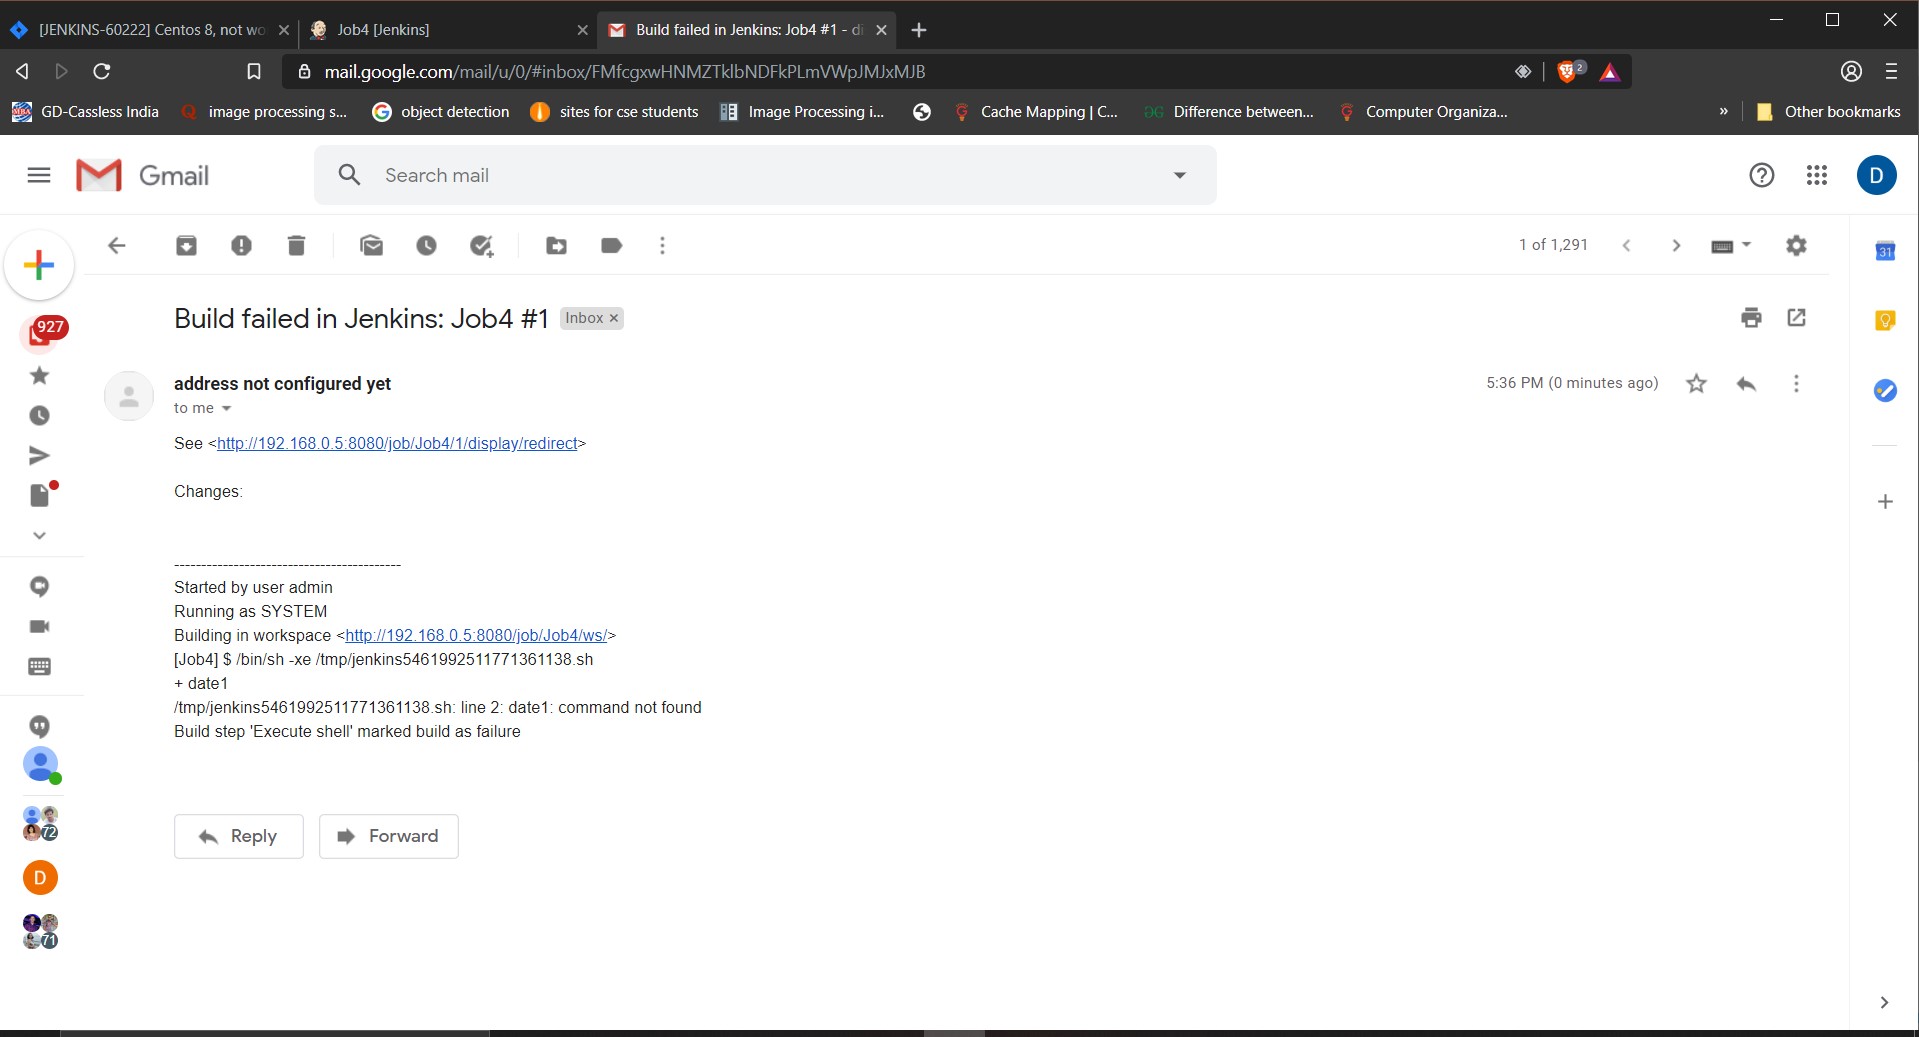 [JENKINS-60222] Centos 8, not wo
Job4 [Jenkins]
Build failed in Jenkins: Job4 #1 - di
mail.google.com/mail/u/0/#inbox/FMfcgxwHNMZTklbNDFkPLmVWpJMJxMJB
2
GD-Cassless India
image processing s...
object detection
sites for cse students
Image Processing i...
Cache Mapping | C...
Difference between...
Computer Organiza...
»
Other bookmarks
Gmail
Search mail
D
1 of 1,291
31
927
Build failed in Jenkins: Job4 #1
Inbox ×
address not configured yet
5:36 PM (0 minutes ago)
to me
See <http://192.168.0.5:8080/job/Job4/1/display/redirect>
Changes:
------------------------------------------
Started by user admin
Running as SYSTEM
Building in workspace <http://192.168.0.5:8080/job/Job4/ws/>
[Job4] $ /bin/sh -xe /tmp/jenkins5461992511771361138.sh
+ date1
/tmp/jenkins5461992511771361138.sh: line 2: date1: command not found
Build step 'Execute shell' marked build as failure
Reply
Forward
72
D
71